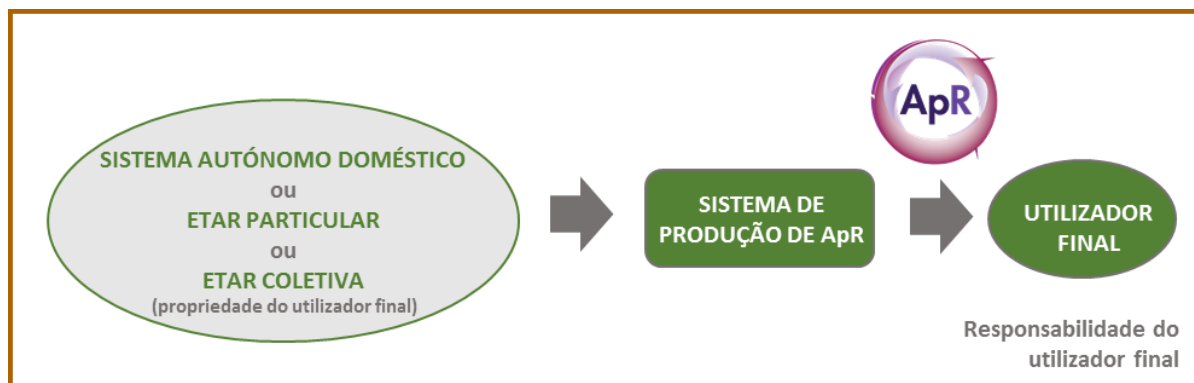 SISTEMA AUTÓNOMO DOMÉSTICO
ou
ETAR PARTICULAR
ou
ETAR COLETIVA
(propriedade do utilizador final)
SISTEMA DE
PRODUÇÃO DE ApR
ApR
UTILIZADOR
FINAL
Responsabilidade do
utilizador final